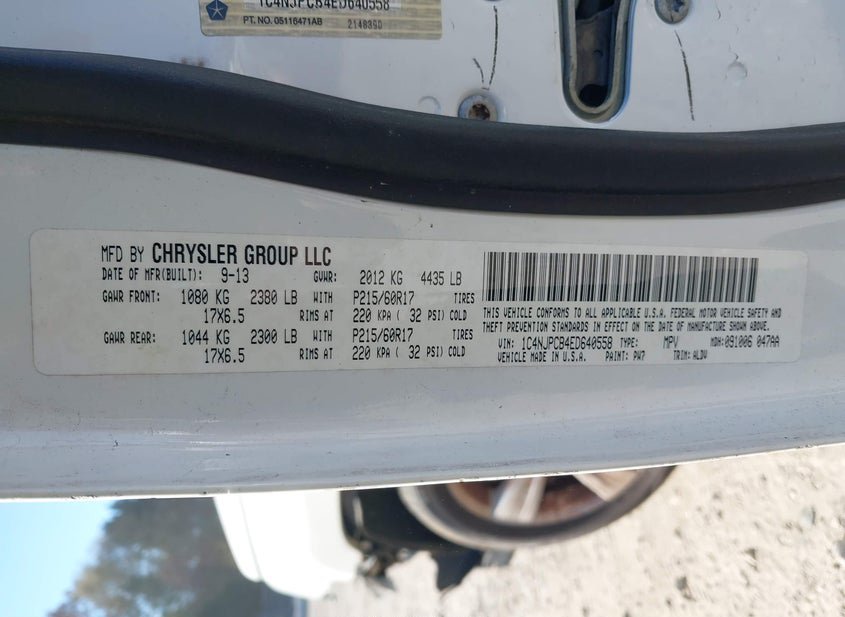 1C4NJPCB4ED640558
PT. NO. 05116471AB 2148390
MFD BY CHRYSLER GROUP LLC
DATE OF MFR(BUILT): 9-13 GVWR: 2012 KG 4435 LB
GAWR FRONT: 1080 KG 2380 LB WITH P215/60R17 TIRES
17X6.5 RIMS AT 220 KPA ( 32 PSI) COLD
GAWR REAR: 1044 KG 2300 LB WITH P215/60R17 TIRES
17X6.5 RIMS AT 220 KPA ( 32 PSI) COLD
THIS VEHICLE CONFORMS TO ALL APPLICABLE U.S.A. FEDERAL MOTOR VEHICLE SAFETY AND
THEFT PREVENTION STANDARDS IN EFFECT ON THE DATE OF MANUFACTURE SHOWN ABOVE.
VIN: 1C4NJPCB4ED640558 TYPE: MPV MDH: 091006 047AA
VEHICLE MADE IN U.S.A. PAINT: PW7 TRIM: ALDV